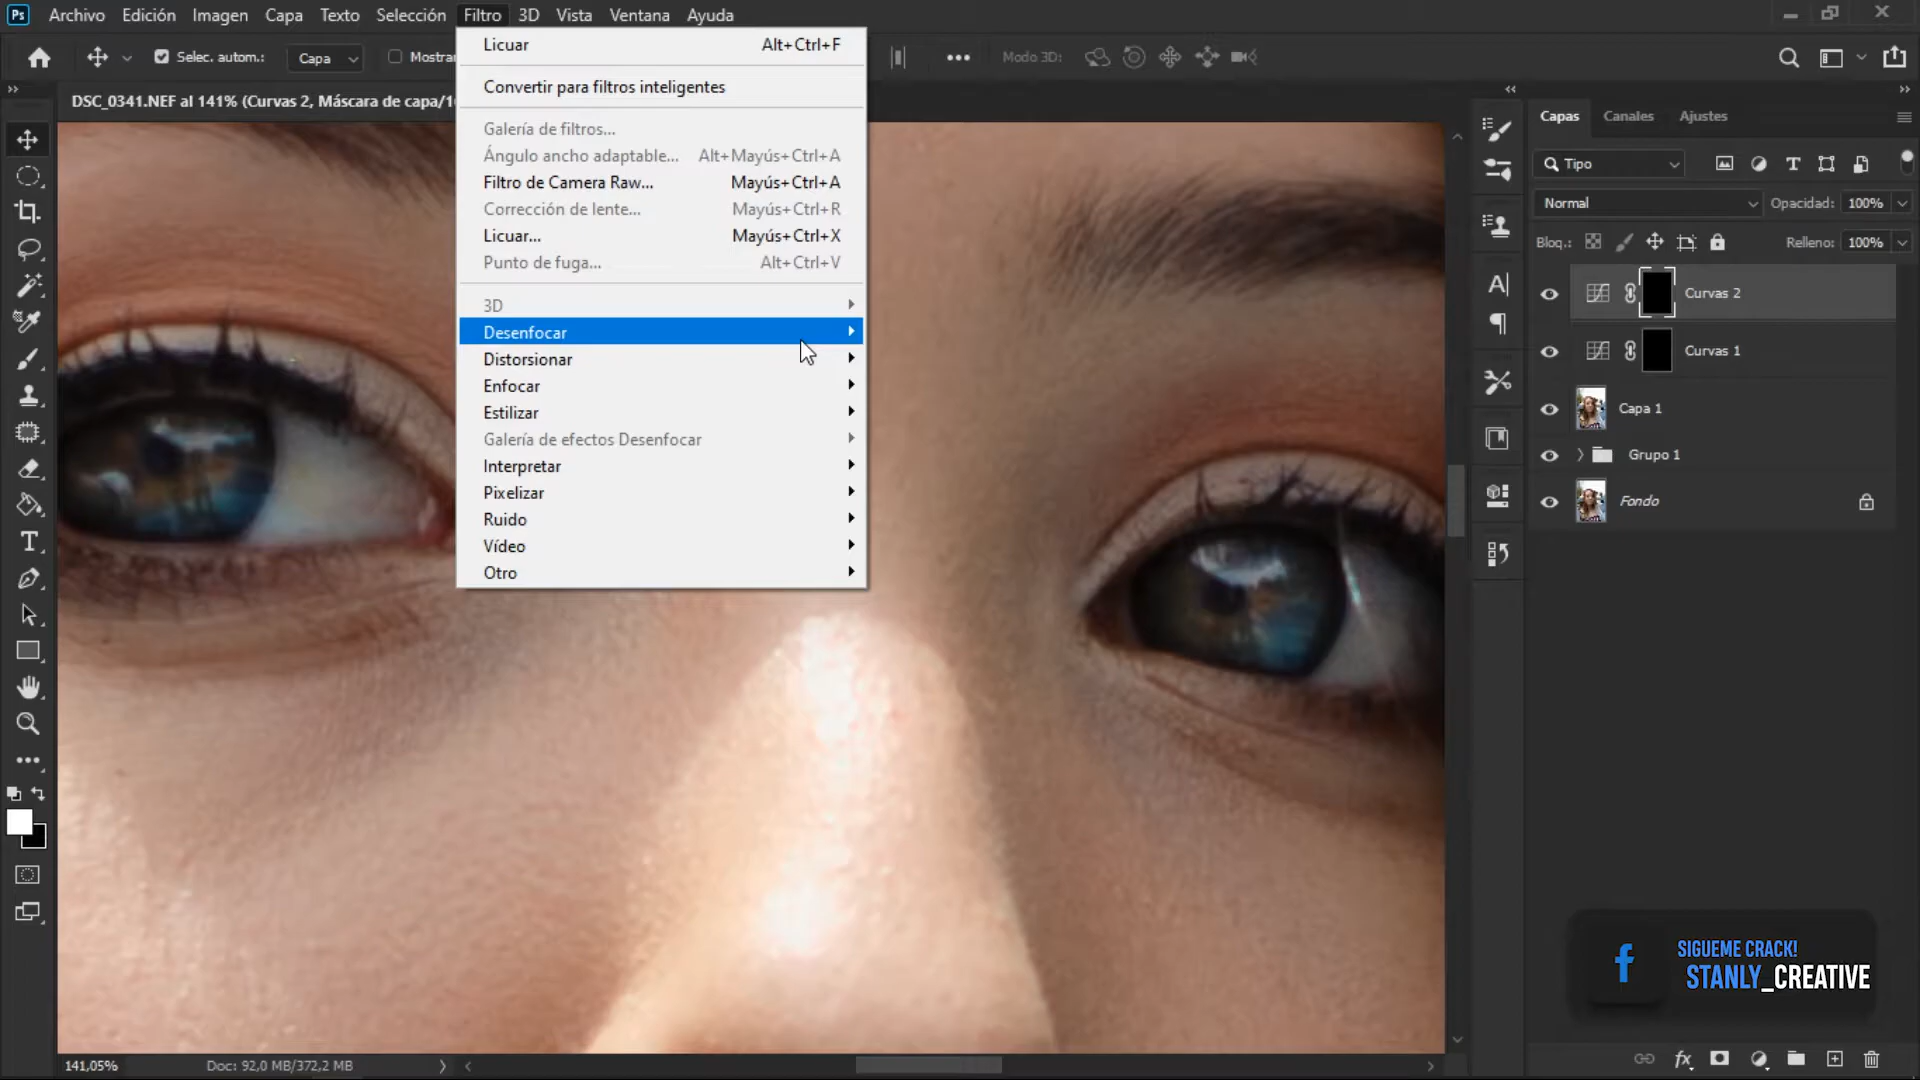 Ps Archivo Edición Imagen Capa Texto Selección Filtro 3D Vista Ventana Ayuda
Selec. autom.: Capa Mostrar Modo 3D:
DSC_0341.NEF al 141% (Curvas 2, Máscara de capa/1
Licuar Alt+Ctrl+F
Convertir para filtros inteligentes
Galería de filtros...
Ángulo ancho adaptable... Alt+Mayús+Ctrl+A
Filtro de Camera Raw... Mayús+Ctrl+A
Corrección de lente... Mayús+Ctrl+R
Licuar... Mayús+Ctrl+X
Punto de fuga... Alt+Ctrl+V
3D
Desenfocar
Distorsionar
Enfocar
Estilizar
Galería de efectos Desenfocar
Interpretar
Pixelizar
Ruido
Vídeo
Otro
Capas Canales Ajustes
Tipo
Normal Opacidad: 100%
Bloq.: Relleno: 100%
Curvas 2
Curvas 1
Capa 1
Grupo 1
Fondo
SIGUEME CRACK!
STANLY_CREATIVE
141,05% Doc: 92,0 MB/372,2 MB
fx